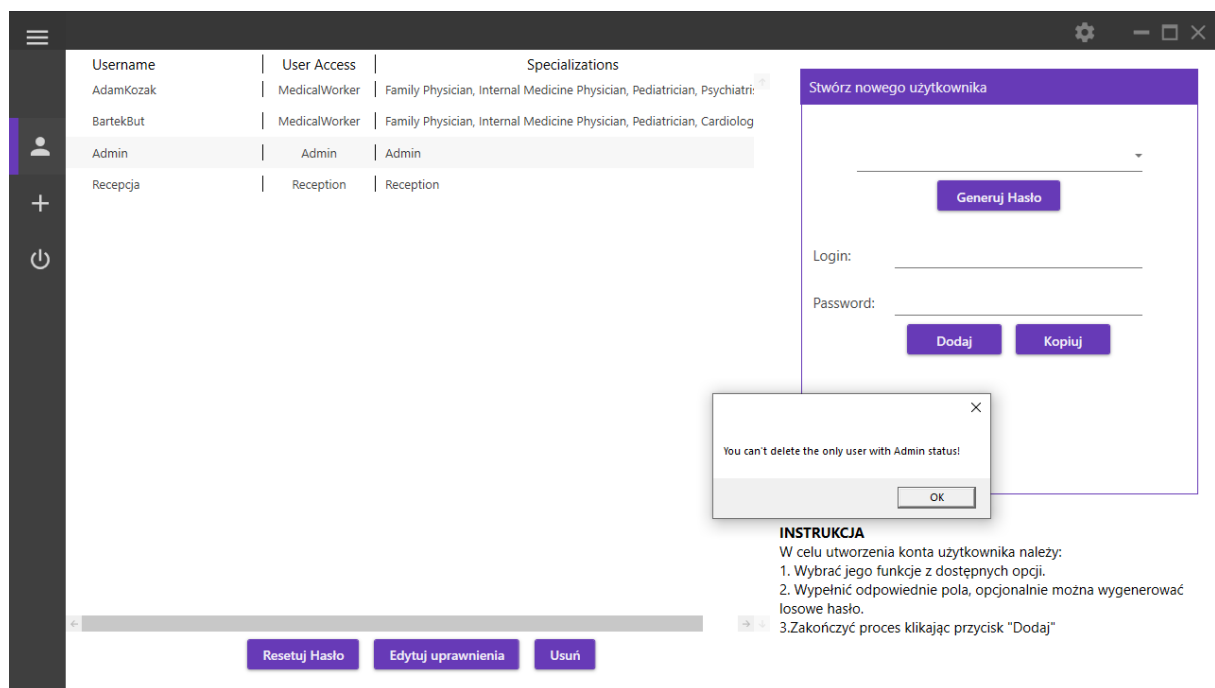 Username User Access Specializations
AdamKozak MedicalWorker Family Physician, Internal Medicine Physician, Pediatrician, Psychiatri
BartekBut MedicalWorker Family Physician, Internal Medicine Physician, Pediatrician, Cardiolog
Admin Admin Admin
Recepcja Reception Reception
Resetuj Hasło Edytuj uprawnienia Usuń
Stwórz nowego użytkownika
Generuj Hasło
Login:
Password:
Dodaj Kopiuj
You can't delete the only user with Admin status!
OK
INSTRUKCJA
W celu utworzenia konta użytkownika należy:
1. Wybrać jego funkcje z dostępnych opcji.
2. Wypełnić odpowiednie pola, opcjonalnie można wygenerować
losowe hasło.
3.Zakończyć proces klikając przycisk "Dodaj"